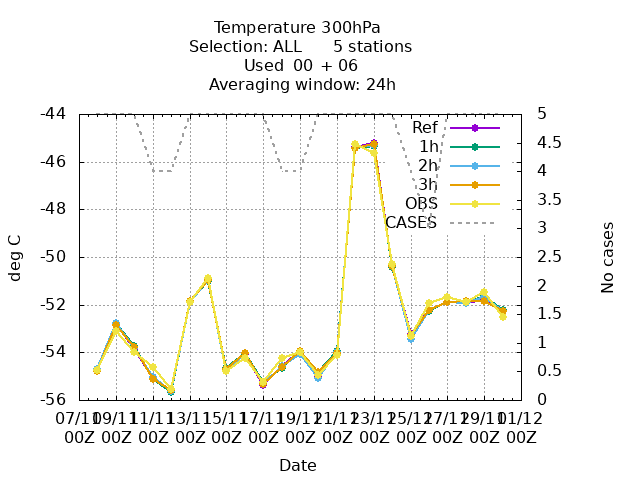 Temperature 300hPa
Selection: ALL 5 stations
Used 00 + 06
Averaging window: 24h
-44
-46
-48
-50
-52
-54
-56
deg C
5
4.5
4
3.5
3
2.5
2
1.5
1
0.5
0
No cases
Ref
1h
2h
3h
OBS
CASES
07/11 09/11 11/11 13/11 15/11 17/11 19/11 21/11 23/11 25/11 27/11 29/11 01/12
00Z 00Z 00Z 00Z 00Z 00Z 00Z 00Z 00Z 00Z 00Z 00Z 00Z
Date